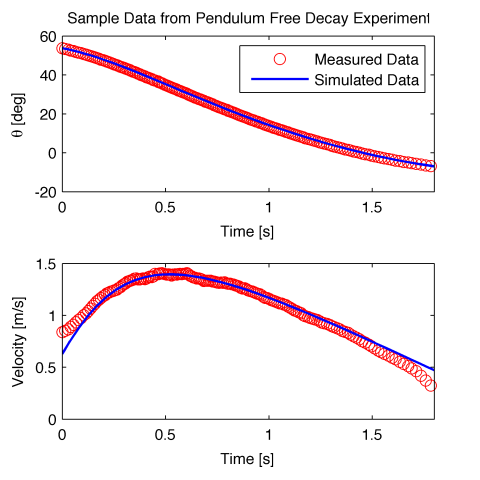 Sample Data from Pendulum Free Decay Experiment
60
40
20
0
-20
θ [deg]
Measured Data
Simulated Data
0 0.5 1 1.5
Time [s]
1.5
1
0.5
0
Velocity [m/s]
0 0.5 1 1.5
Time [s]